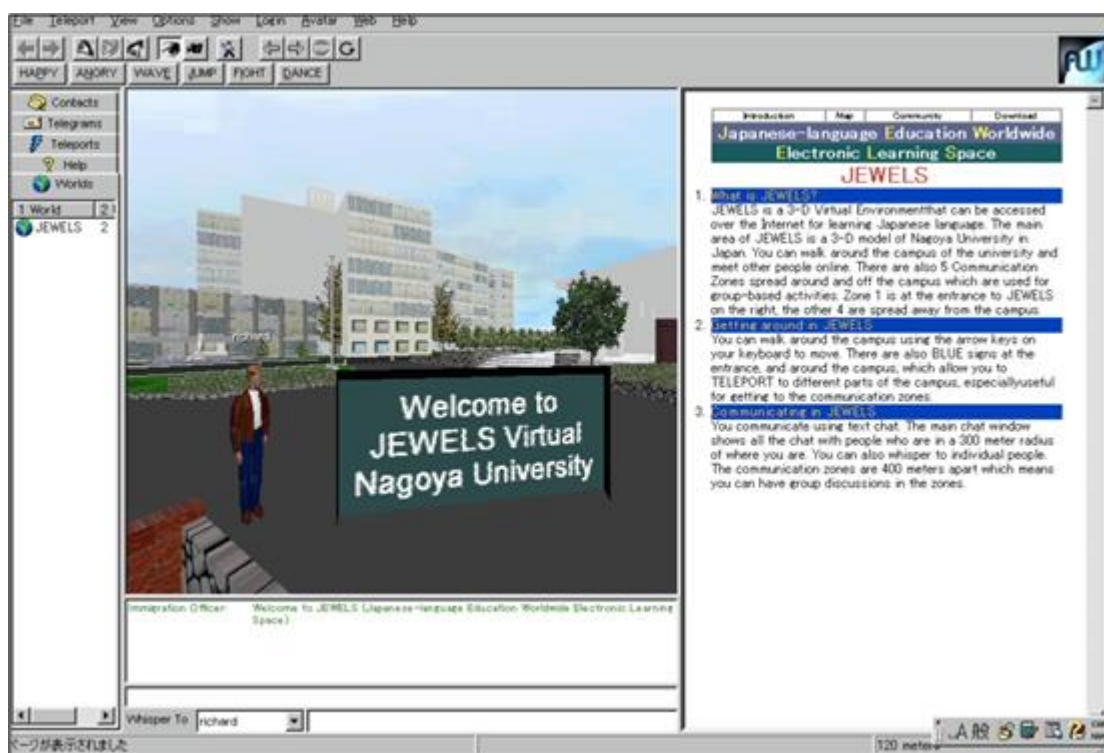 File Teleport View Options Show Login Avatar Web Help
HAPPY ANGRY WAVE JUMP FIGHT DANCE
Contacts
Telegrams
Teleports
Help
Worlds
1 World 2
JEWELS 2
richard
Welcome to
JEWELS Virtual
Nagoya University
Immigration Officer: Welcome to JEWELS (Japanese-language Education Worldwide Electronic Learning
Space)
Whisper To richard
Introduction Map Community Download
Japanese-language Education Worldwide
Electronic Learning Space
JEWELS
1. What is JEWELS?
JEWELS is a 3-D Virtual Environmentthat can be accessed
over the Internet for learning Japanese language. The main
area of JEWELS is a 3-D model of Nagoya University in
Japan. You can walk around the campus of the university and
meet other people online. There are also 5 Communication
Zones spread around and off the campus which are used for
group-based activities. Zone 1 is at the entrance to JEWELS
on the right, the other 4 are spread away from the campus.
2. Getting around in JEWELS
You can walk around the campus using the arrow keys on
your keyboard to move. There are also BLUE signs at the
entrance, and around the campus, which allow you to
TELEPORT to different parts of the campus, especiallyuseful
for getting to the communication zones.
3. Communicating in JEWELS
You communicate using text chat. The main chat window
shows all the chat with people who are in a 300 meter radius
of where you are. You can also whisper to individual people.
The communication zones are 400 meters apart which means
you can have group discussions in the zones.
ページが表示されました
120 meters
A 般